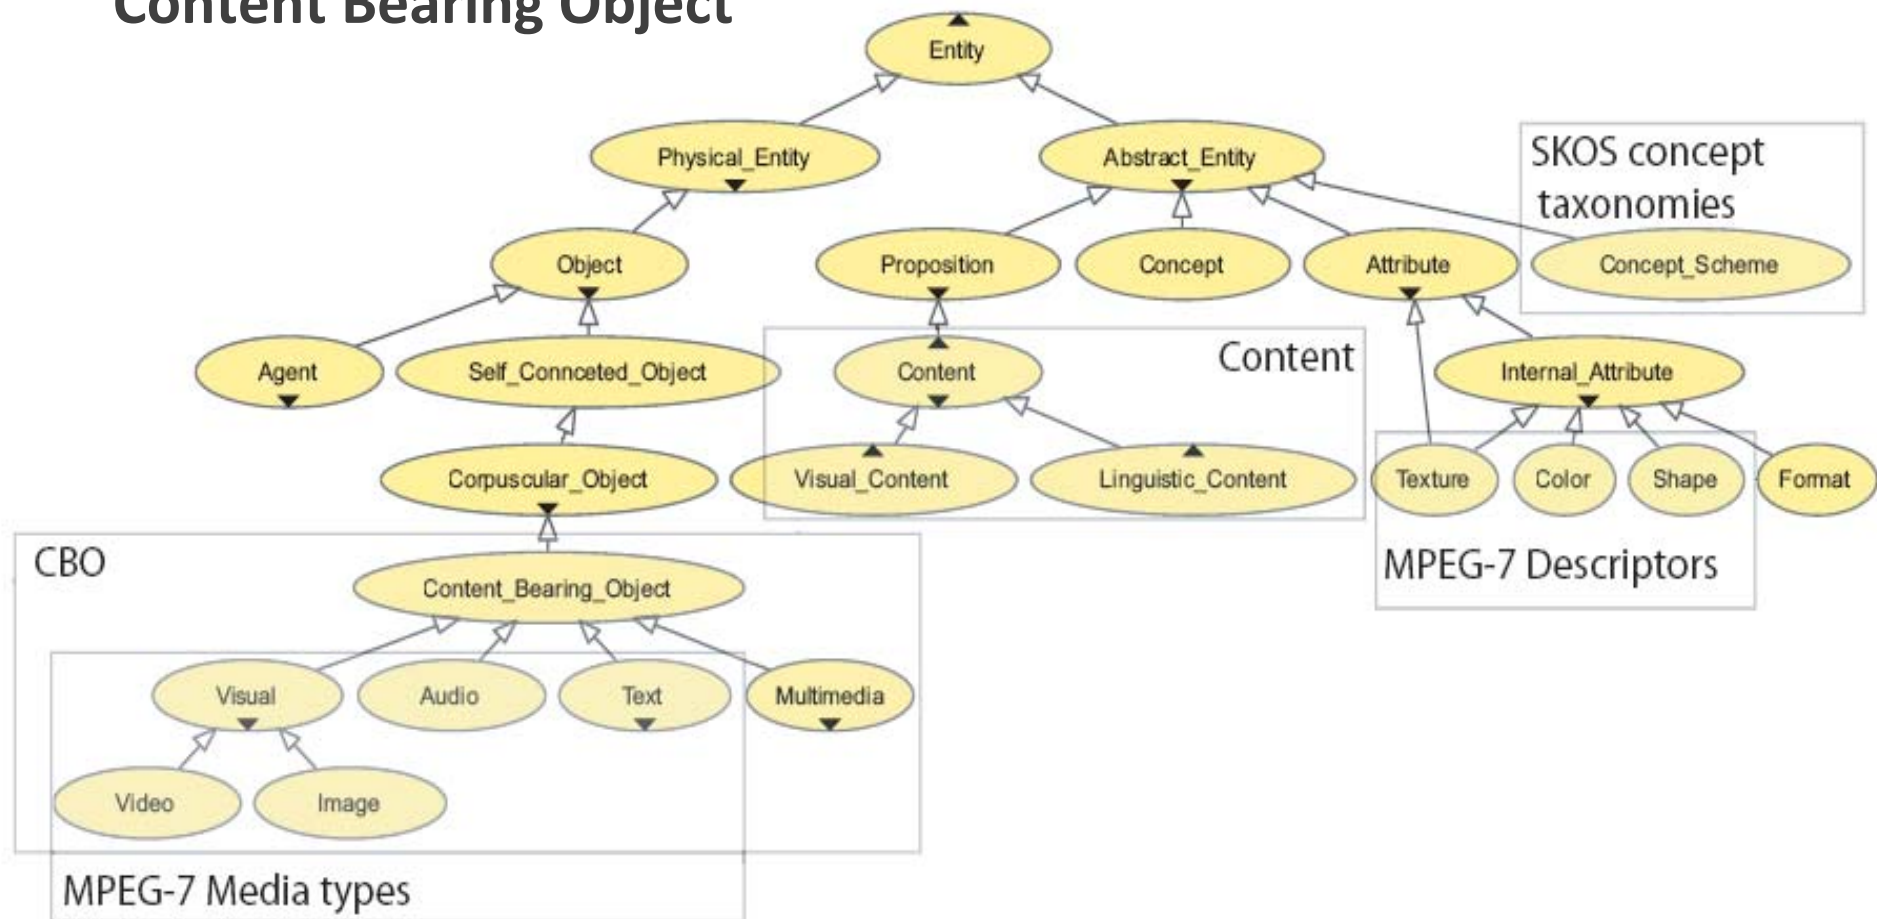 Content Bearing Object
Entity
Physical_Entity
Abstract_Entity
SKOS concept
taxonomies
Object
Proposition
Concept
Attribute
Concept_Scheme
Agent
Self_Connceted_Object
Content
Content
Internal_Attribute
Corpuscular_Object
Visual_Content
Linguistic_Content
Texture
Color
Shape
Format
CBO
Content_Bearing_Object
MPEG-7 Descriptors
Visual
Audio
Text
Multimedia
Video
Image
MPEG-7 Media types